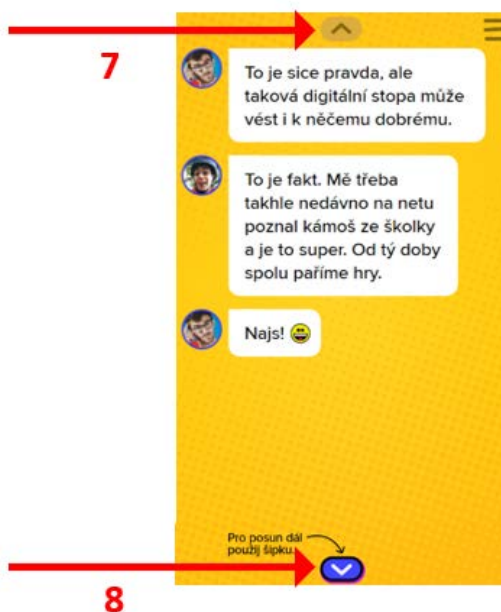 7
To je sice pravda, ale
taková digitální stopa může
vést i k něčemu dobrému.
To je fakt. Mě třeba
takhle nedávno na netu
poznal kámoš ze školky
a je to super. Od tý doby
spolu paříme hry.
Najs! 😀
Pro posun dál
použij šipku.
8